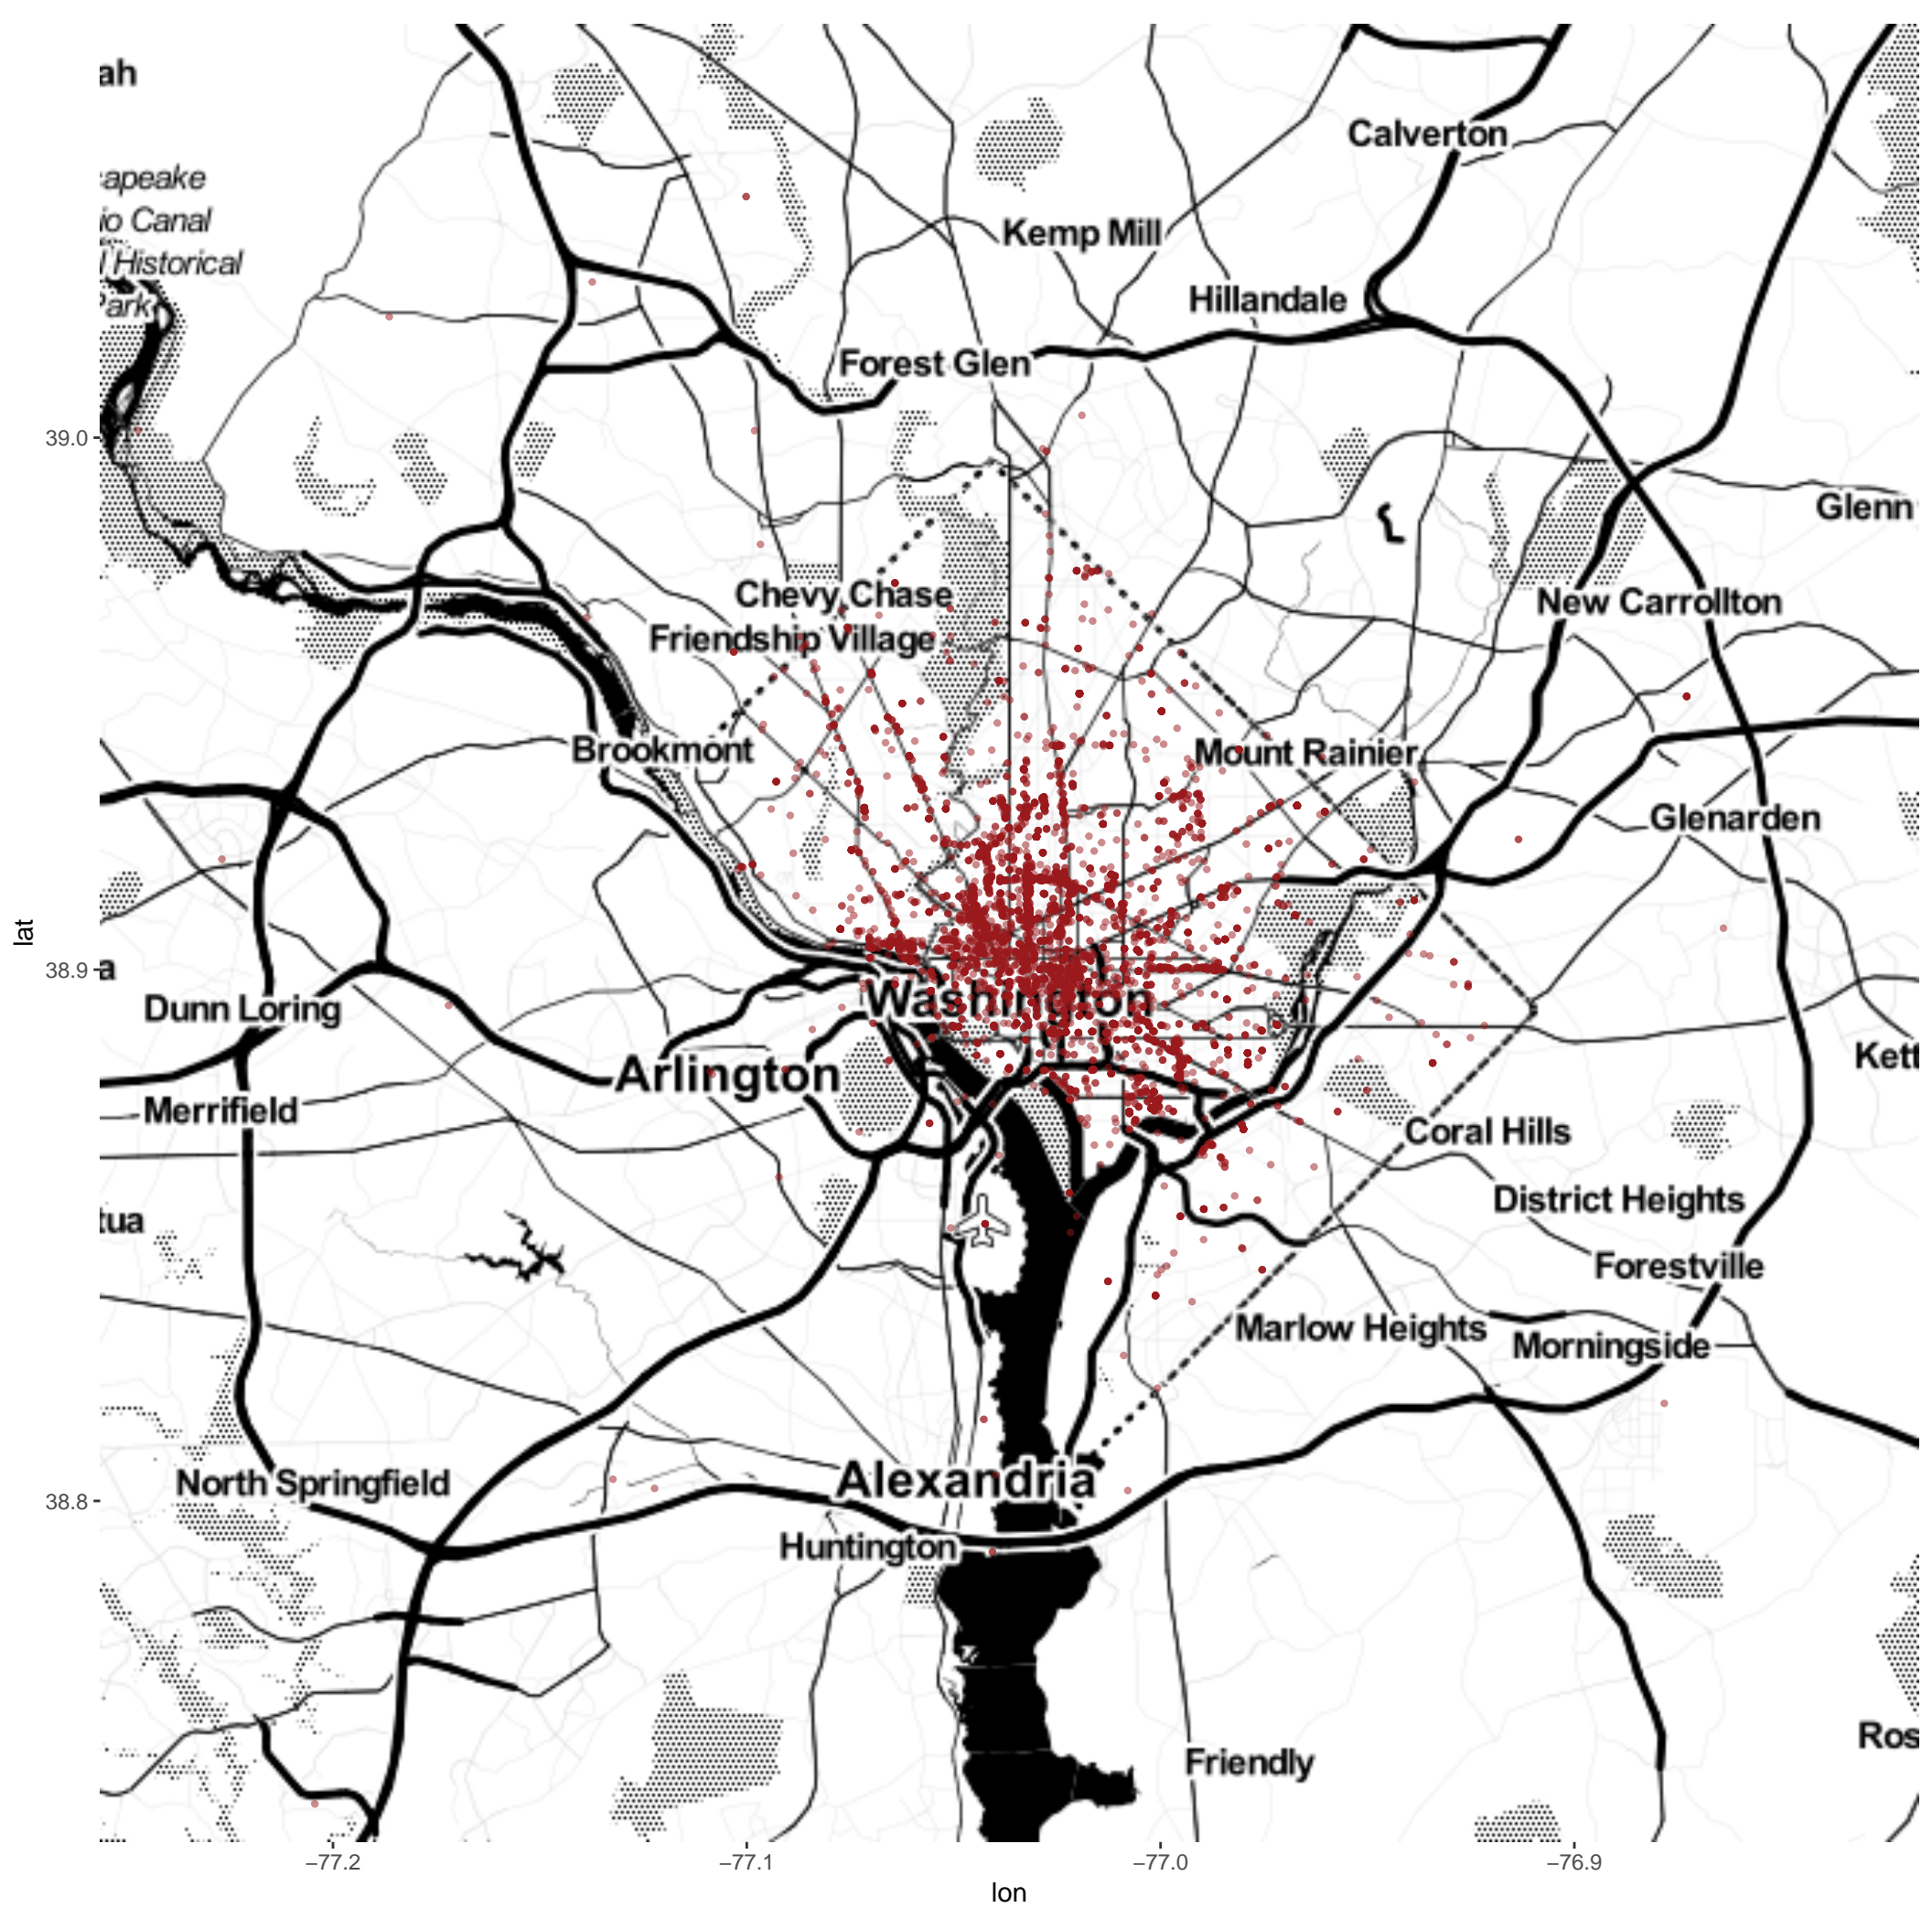 ah
Calverton
apeake
io Canal
Kemp Mill
l Historical
Hillandale
Park
Forest Glen
39.0
Glenn
Chevy Chase
New Carrollton
Friendship Village
Brookmont
Mount Rainier
Glenarden
lat
38.9
a
Washington
Dunn Loring
Kett
Arlington
Merrifield
Coral Hills
District Heights
tua
Forestville
Marlow Heights
Morningside
Alexandria
North Springfield
38.8
Huntington
Ros
Friendly
−77.2
−77.1
−77.0
−76.9
lon